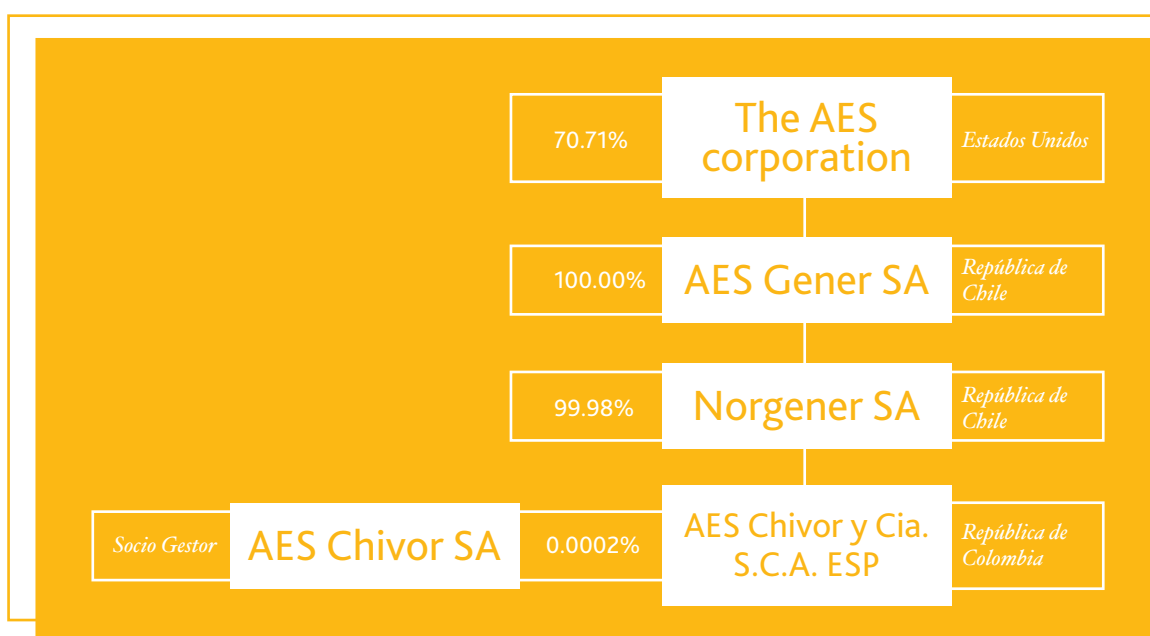 70.71%
The AES
corporation
Estados Unidos
100.00%
AES Gener SA
República de
Chile
99.98%
Norgener SA
República de
Chile
Socio Gestor
AES Chivor SA
0.0002%
AES Chivor y Cia.
S.C.A. ESP
República de
Colombia